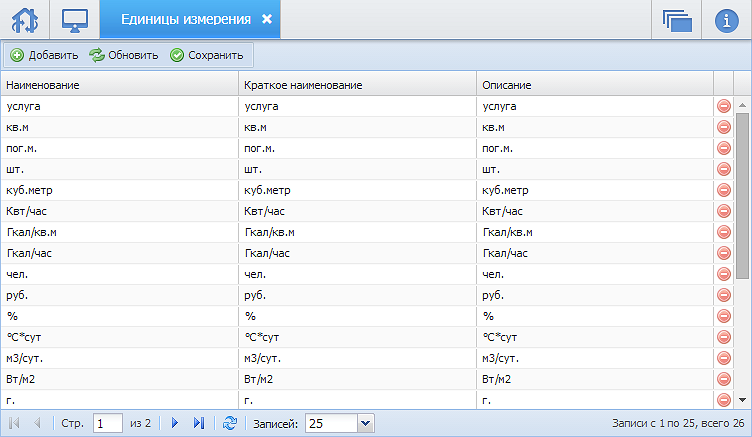 Единицы измерения
Добавить Обновить Сохранить
Наименование Краткое наименование Описание
услуга услуга услуга
кв.м кв.м кв.м
пог.м. пог.м. пог.м.
шт. шт. шт.
куб.метр куб.метр куб.метр
Квт/час Квт/час Квт/час
Гкал/кв.м Гкал/кв.м Гкал/кв.м
Гкал/час Гкал/час Гкал/час
чел. чел. чел.
руб. руб. руб.
% % %
°С*сут °С*сут °С*сут
м3/сут. м3/сут. м3/сут.
Вт/м2 Вт/м2 Вт/м2
г. г. г.
Стр. 1 из 2 Записей: 25 Записи с 1 по 25, всего 26